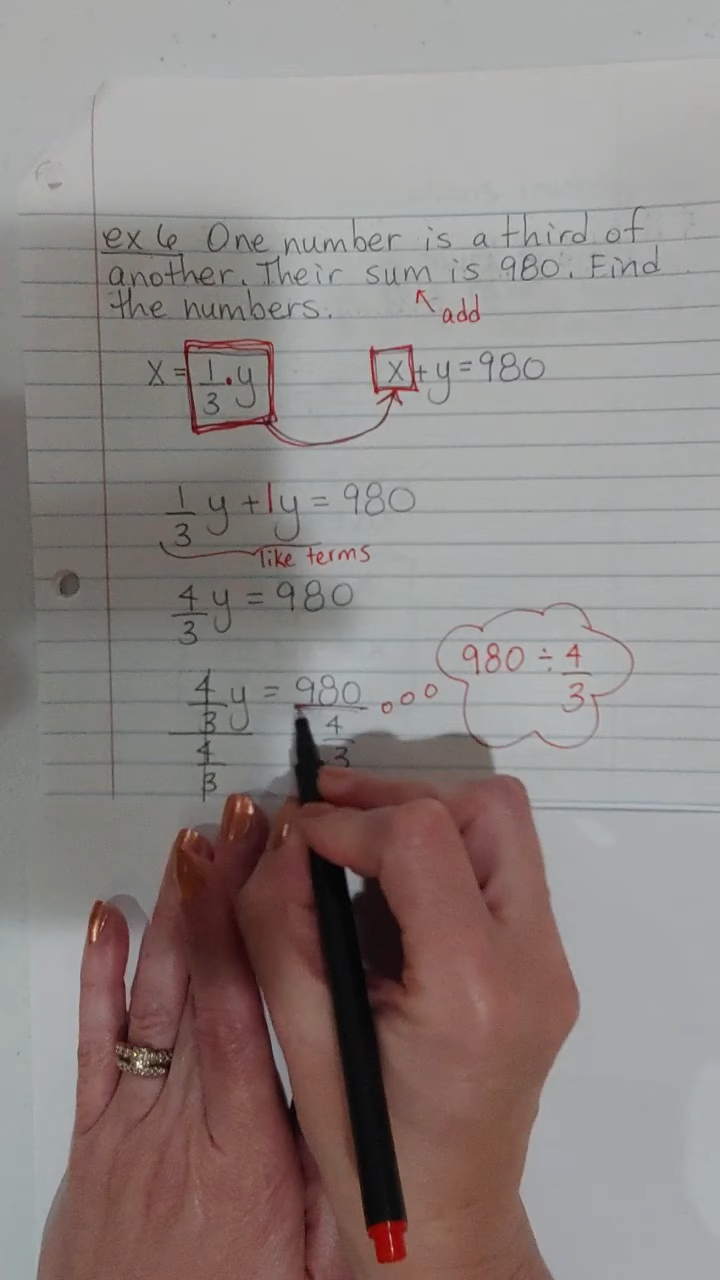 ex 6 One number is a third of
another. Their sum is 980. Find
the numbers.
add
x = 1/3 · y
x + y = 980
1/3 y + 1y = 980
like terms
4/3 y = 980
4/3 y = 980
4/3 4/3
980 ÷ 4/3